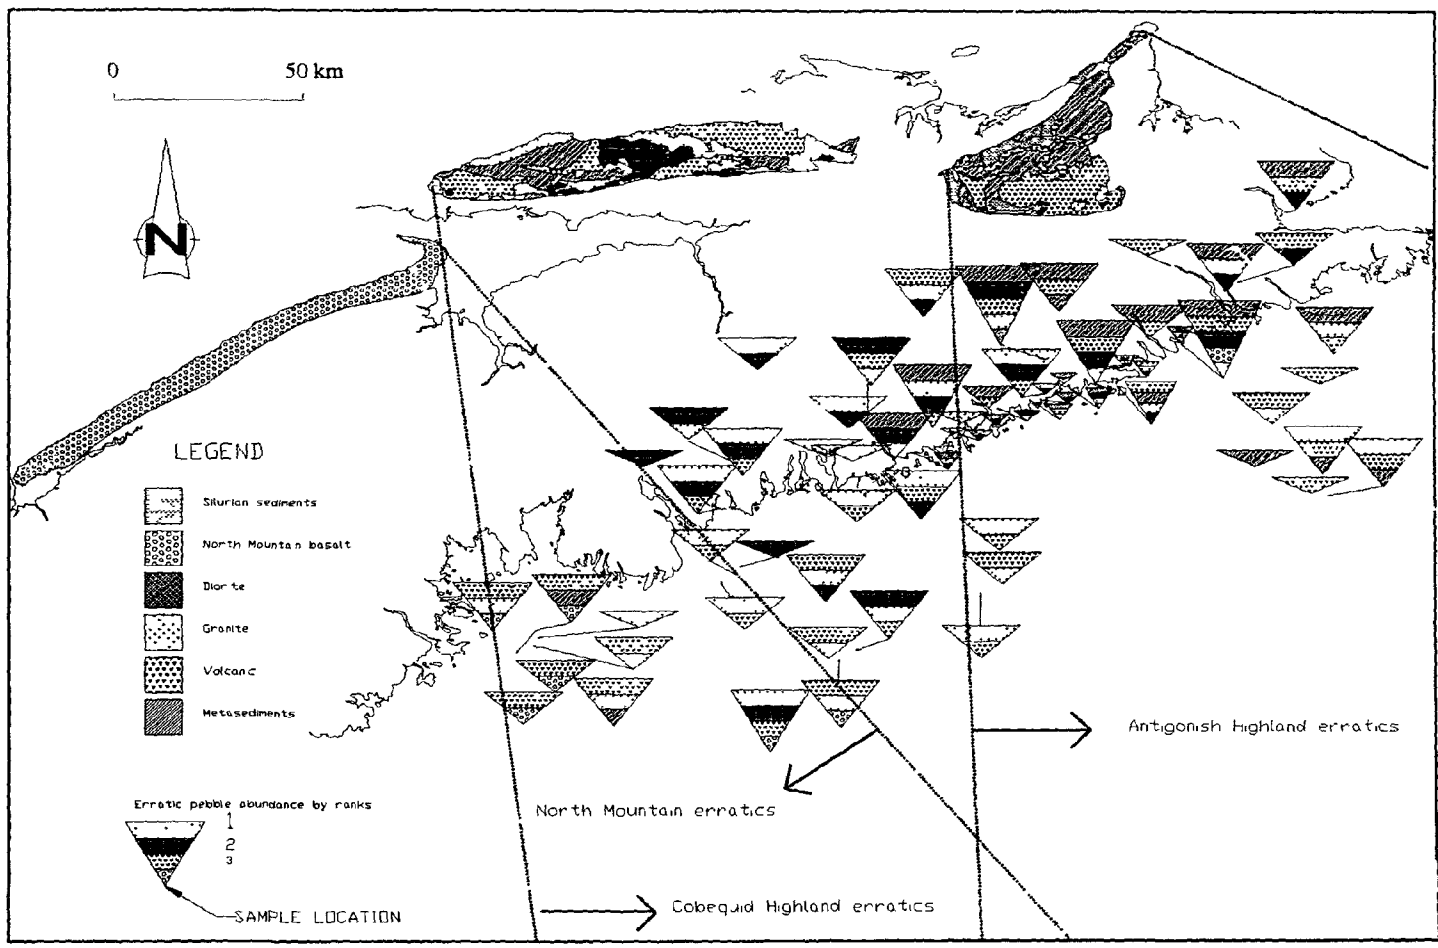 0 50 km
N
LEGEND
Silurian sediments
North Mountain basalt
Diorite
Granite
Volcanic
Metasediments
Erratic pebble abundance by ranks
1
2
3
SAMPLE LOCATION
Antigonish Highland erratics
North Mountain erratics
Cobequid Highland erratics